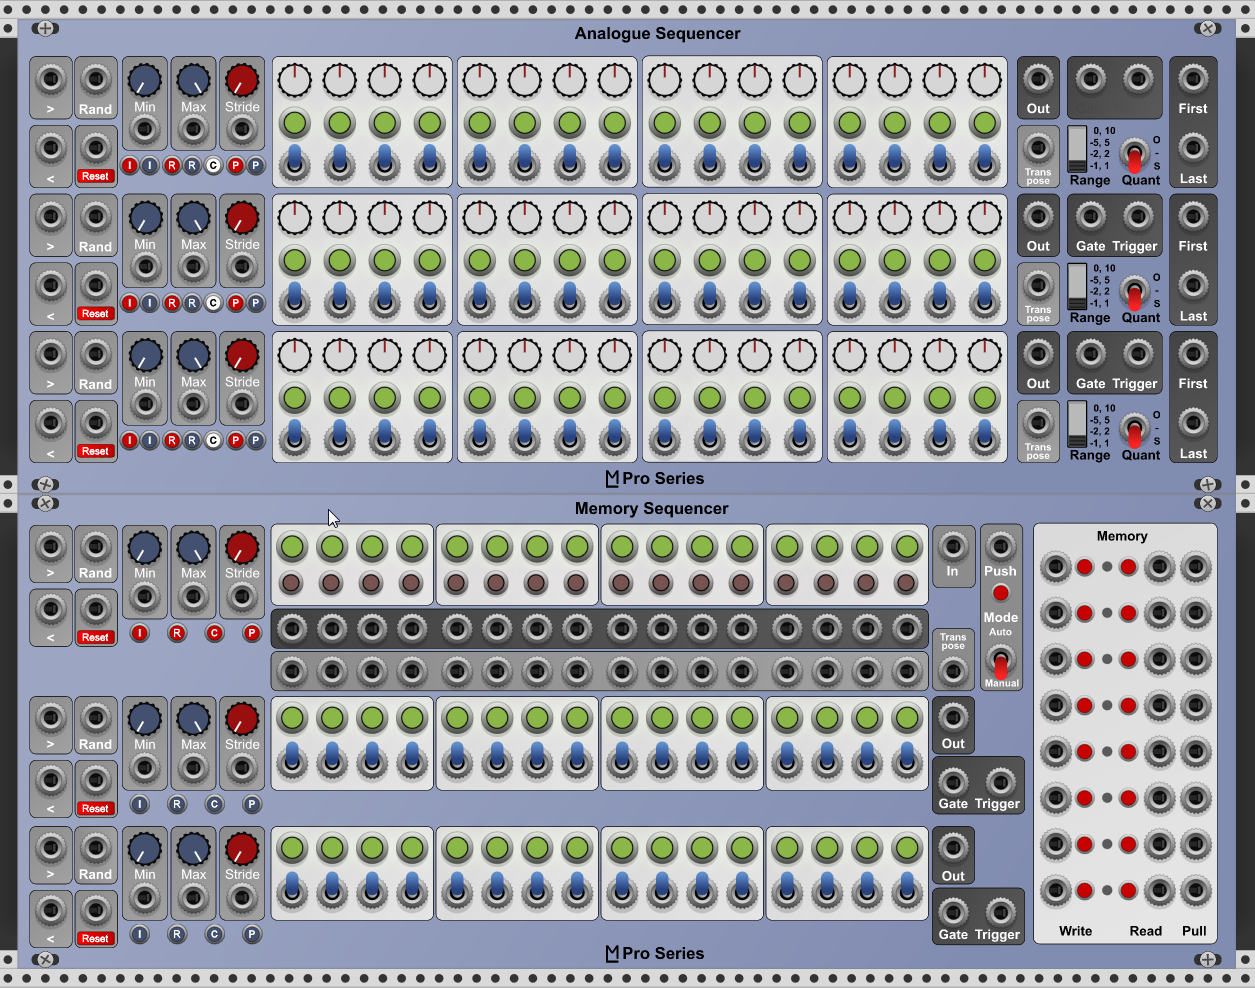 Analogue Sequencer
> Rand Min Max Stride Out First
0, 10
-5, 5
-2, 2
-1, 1
O
-
S
< Reset I I R R C P P Trans pose Range Quant Last
> Rand Min Max Stride Out Gate Trigger First
0, 10
-5, 5
-2, 2
-1, 1
O
-
S
< Reset I I R R C P P Trans pose Range Quant Last
> Rand Min Max Stride Out Gate Trigger First
0, 10
-5, 5
-2, 2
-1, 1
O
-
S
< Reset I I R R C P P Trans pose Range Quant Last
Pro Series
Memory Sequencer
> Rand Min Max Stride In Push Memory
< Reset I R C P Trans pose Mode
Auto
Manual
> Rand Min Max Stride Out
< Reset I R C P Gate Trigger
> Rand Min Max Stride Out
< Reset I R C P Gate Trigger
Write Read Pull
Pro Series